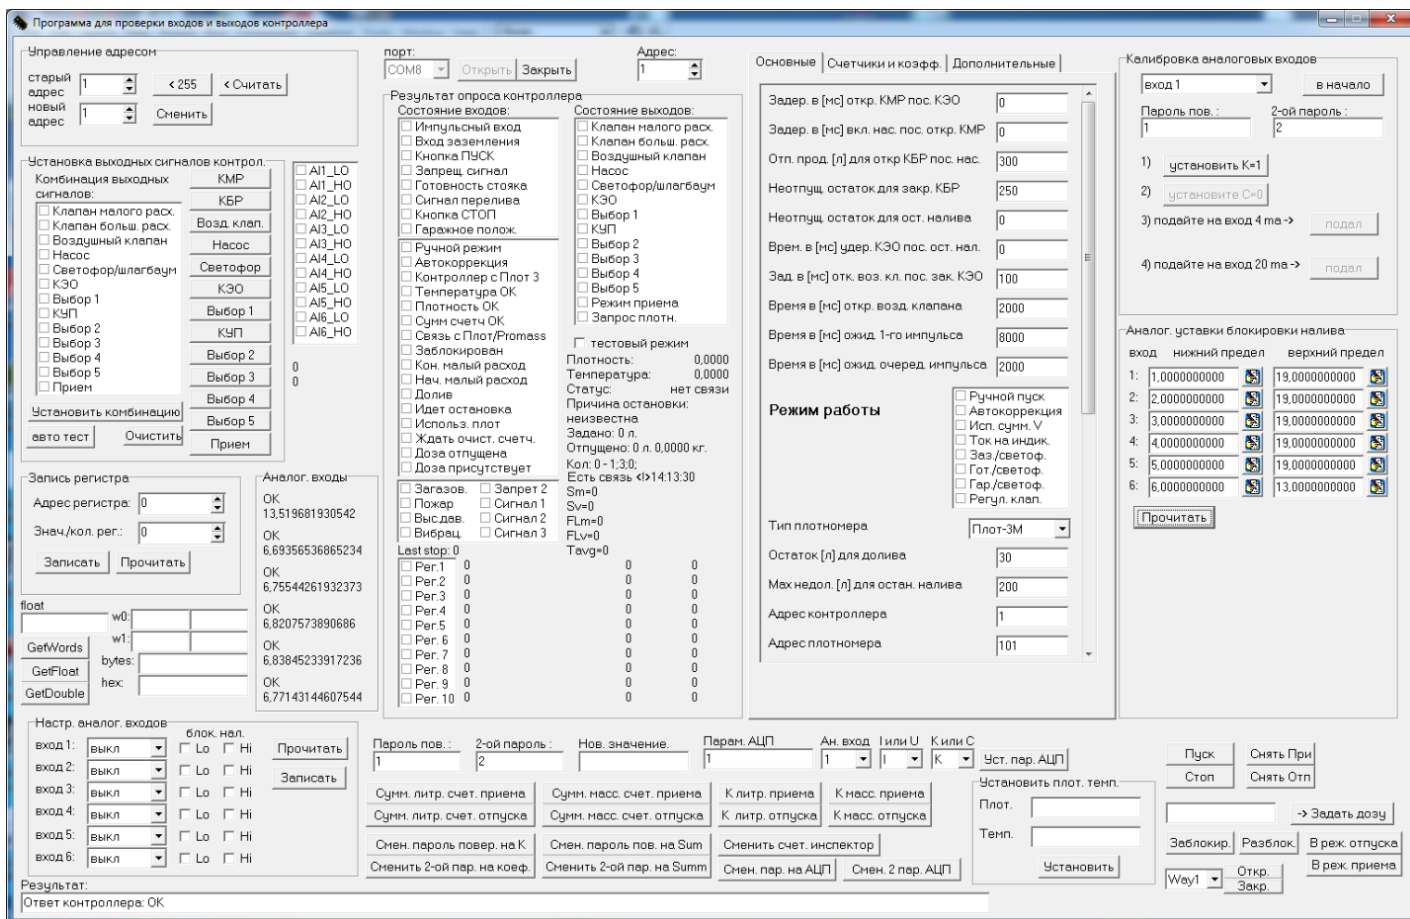 Программа для проверки входов и выходов контроллера
Управление адресом
старый адрес 1 < 255 < Считать
новый адрес 1 Сменить
порт:
COM8 Открыть Закрыть
Адрес:
1
Установка выходных сигналов контрол.
Комбинация выходных сигналов:
Клапан малого расх.
Клапан больш. расх.
Воздушный клапан
Насос
Светофор/шлагбаум
КЭО
Выбор 1
КУП
Выбор 2
Выбор 3
Выбор 4
Выбор 5
Прием
Установить комбинацию
авто тест Очистить
КМР
КБР
Возд. клап.
Насос
Светофор
КЭО
Выбор 1
КУП
Выбор 2
Выбор 3
Выбор 4
Выбор 5
Прием
AI1_LO
AI1_HO
AI2_LO
AI2_HO
AI3_LO
AI3_HO
AI4_LO
AI4_HO
AI5_LO
AI5_HO
AI6_LO
AI6_HO
0
0
Запись регистра
Адрес регистра: 0
Знач./кол. рег.: 0
Записать Прочитать
float
w0:
w1:
bytes:
hex:
GetWords
GetFloat
GetDouble
Аналог. входы
OK
13,519681930542
OK
6,69356536865234
OK
6,75544261932373
OK
6,8207573890686
OK
6,83845233917236
OK
6,77143144607544
Результат опроса контроллера
Состояние входов:
Импульсный вход
Вход заземления
Кнопка ПУСК
Запрещ. сигнал
Готовность стояка
Сигнал перелива
Кнопка СТОП
Гаражное полож.
Ручной режим
Автокоррекция
Контроллер с Плот 3
Температура ОК
Плотность ОК
Сумм счетч ОК
Связь с Плот/Promass
Заблокирован
Кон. малый расход
Нач. малый расход
Долив
Идет остановка
Использ. плот
Ждать очист. счетч.
Доза отпущена
Доза присутствует
Загазов. Запрет 2
Пожар Сигнал 1
Выс.дав. Сигнал 2
Вибрац. Сигнал 3
Last stop: 0
Состояние выходов:
Клапан малого расх.
Клапан больш. расх.
Воздушный клапан
Насос
Светофор/шлагбаум
КЭО
Выбор 1
КУП
Выбор 2
Выбор 3
Выбор 4
Выбор 5
Режим приема
Запрос плотн.
тестовый режим
Плотность: 0,0000
Температура: 0,0000
Статус: нет связи
Причина остановки:
неизвестна
Задано: 0 л.
Отпущено: 0 л. 0,0000 кг.
Кол: 0 - 1;3;0;
Есть связь <!>14:13:30
Sm=0
Sv=0
FLm=0
FLv=0
Tavg=0
Рег.1 0 0 0
Рег.2 0 0 0
Рег.3 0 0 0
Рег.4 0 0 0
Рег.5 0 0 0
Рег. 6 0 0 0
Рег. 7 0 0 0
Рег. 8 0 0 0
Рег. 9 0 0 0
Рег. 10 0 0 0
Основные Счетчики и коэфф. Дополнительные
Задер. в [мс] откр. КМР пос. КЭО 0
Задер. в [мс] вкл. нас. пос. откр. КМР 0
Отп. прод. [л] для откр КБР пос. нас. 300
Неотпущ. остаток для закр. КБР 250
Неотпущ. остаток для ост. налива 0
Врем. в [мс] удер. КЭО пос. ост. нал. 0
Зад. в [мс] отк. воз. кл. пос. зак. КЭО 100
Время в [мс] откр. возд. клапана 2000
Время в [мс] ожид. 1-го импульса 8000
Время в [мс] ожид. очеред. импульса 2000
Режим работы
Ручной пуск
Автокоррекция
Исп. сумм. V
Ток на индик.
Заз./светоф.
Гот./светоф.
Гар./светоф.
Регул. клап.
Тип плотномера Плот-3М
Остаток [л] для долива 30
Мах недол. [л] для остан. налива 200
Адрес контроллера 1
Адрес плотномера 101
Калибровка аналоговых входов
вход 1 в начало
Пароль пов. : 2-ой пароль :
1 2
1) установить К=1
2) установите С=0
3) подайте на вход 4 ma -> подал
4) подайте на вход 20 ma -> подал
Аналог. уставки блокировки налива
вход нижний предел верхний предел
1: 1,0000000000 19,0000000000
2: 2,0000000000 19,0000000000
3: 3,0000000000 19,0000000000
4: 4,0000000000 19,0000000000
5: 5,0000000000 19,0000000000
6: 6,0000000000 13,0000000000
Прочитать
Настр. аналог. входов
блок. нал.
вход 1: выкл Lo Hi Прочитать
вход 2: выкл Lo Hi Записать
вход 3: выкл Lo Hi
вход 4: выкл Lo Hi
вход 5: выкл Lo Hi
вход 6: выкл Lo Hi
Пароль пов. : 2-ой пароль : Нов. значение. Парам. АЦП Ан. вход I или U К или С
1 2 1 1 I K Уст. пар. АЦП
Сумм. литр. счет. приема Сумм. масс. счет. приема К литр. приема К масс. приема
Сумм. литр. счет. отпуска Сумм. масс. счет. отпуска К литр. отпуска К масс. отпуска
Смен. пароль повер. на К Смен. пароль пов. на Sum Сменить счет. инспектор
Сменить 2-ой пар. на коеф. Сменить 2-ой пар. на Summ Смен. пар. на АЦП Смен. 2 пар. АЦП
Установить плот. темп.
Плот.
Темп.
Установить
Пуск Снять При
Стоп Снять Отп
-> Задать дозу
Заблокир. Разблок. В реж. отпуска
Way1 Откр. В реж. приема
Закр.
Результат:
Ответ контроллера: ОК